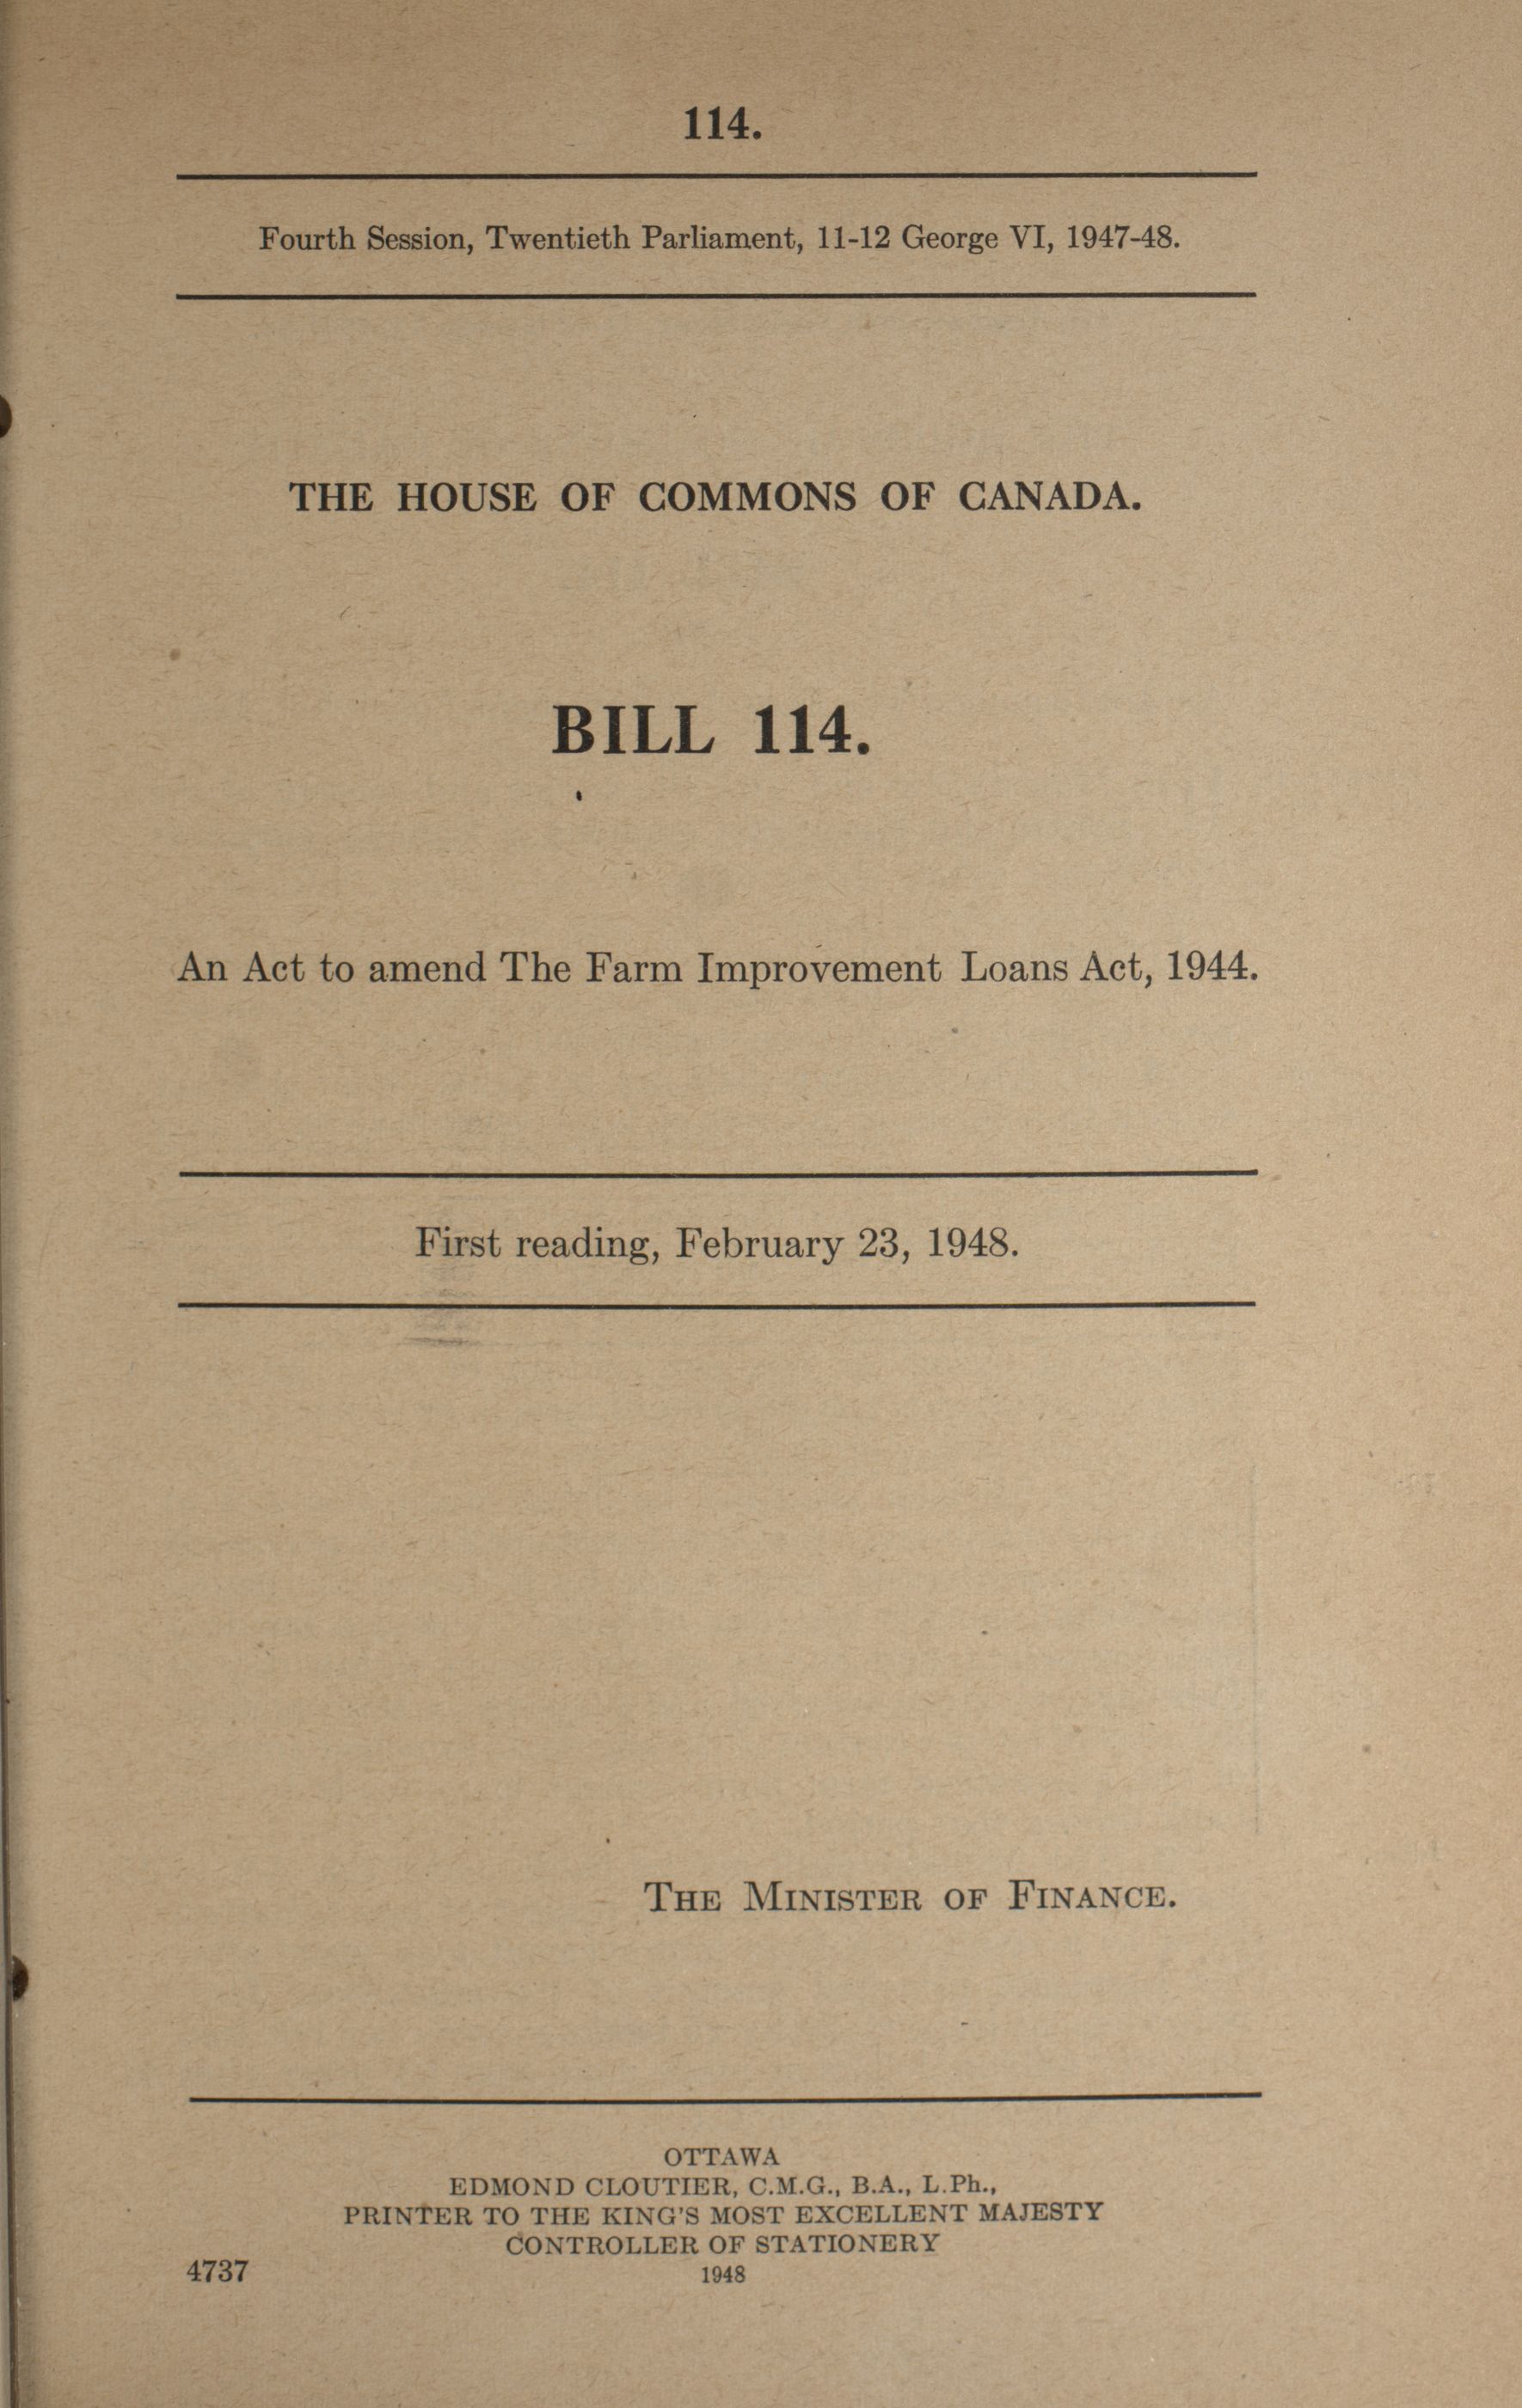 114.
Fourth Session, Twentieth Parliament, 11-12 George VI, 1947-48.
THE HOUSE OF COMMONS OF CANADA.
BILL 114.
An Act to amend The Farm Improvement Loans Act, 1944.
First reading, February 23, 1948.
THE MINISTER OF FINANCE.
OTTAWA
EDMOND CLOUTIER, C.M.G., B.A., L.Ph.,
PRINTER TO THE KING'S MOST EXCELLENT MAJESTY
CONTROLLER OF STATIONERY
4737 1948